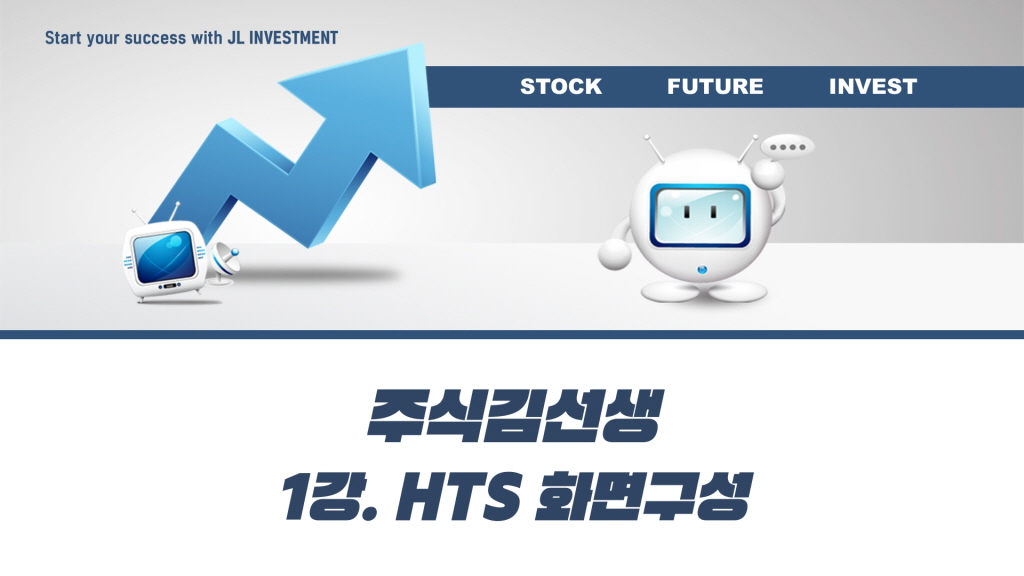 Start your success with JL INVESTMENT
STOCK FUTURE INVEST
주식김선생
1강. HTS 화면구성